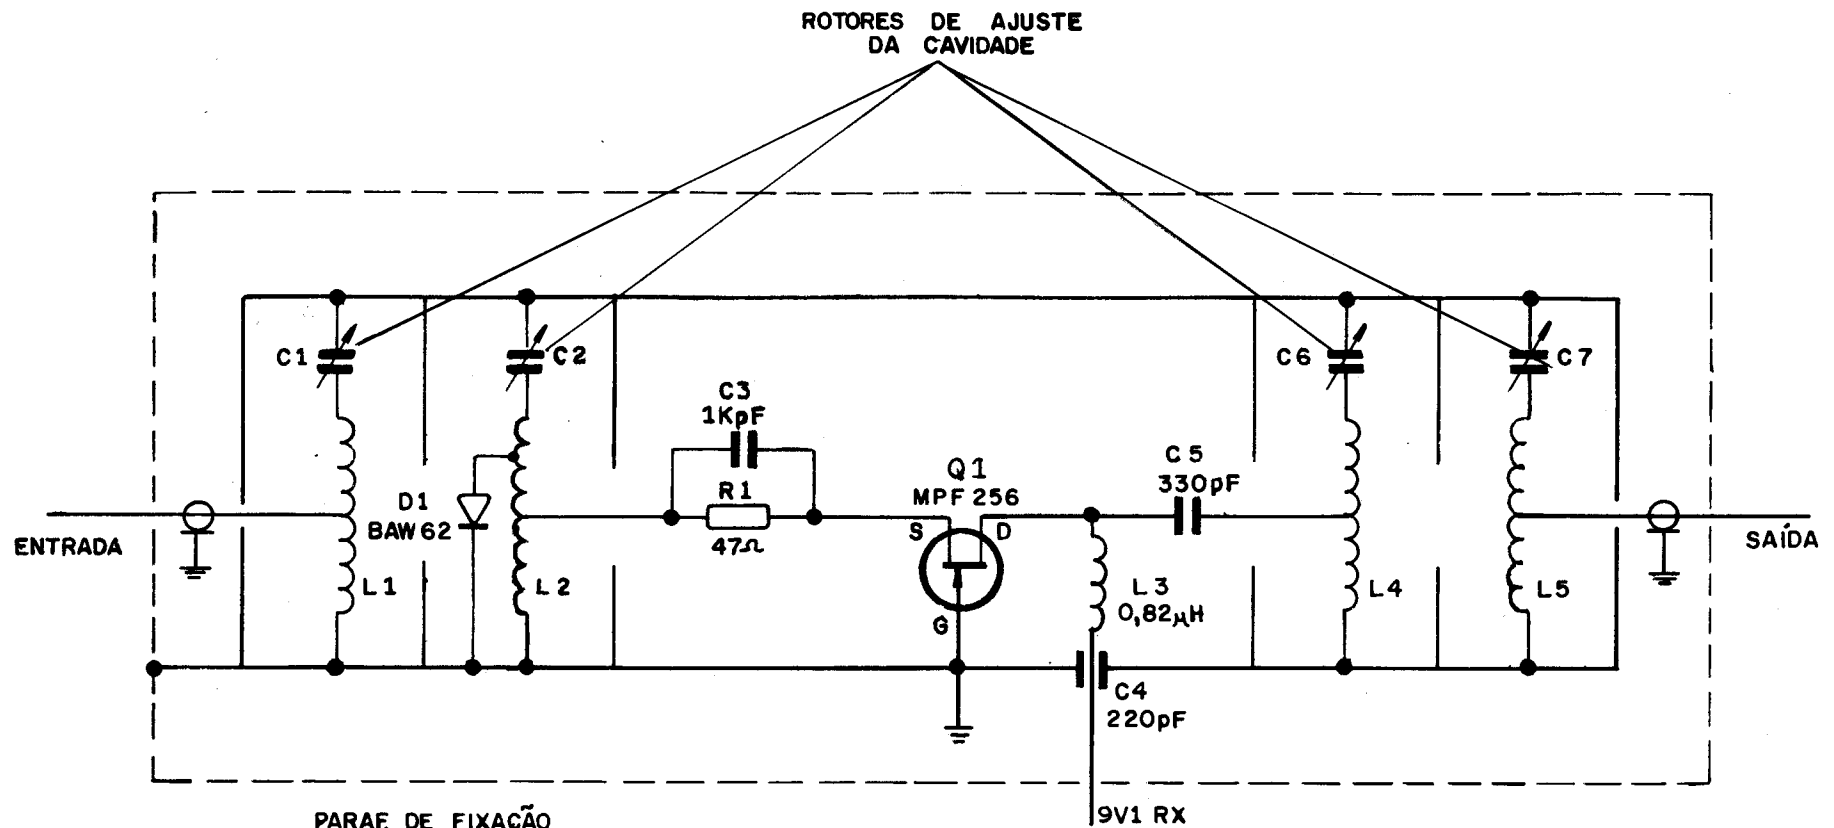 ROTORES DE AJUSTE
DA CAVIDADE
C1
C2
C6
C7
C3
1KpF
R1
47Ω
D1
BAW62
Q1
MPF 256
S
D
G
C5
330pF
ENTRADA
SAÍDA
L1
L2
L3
0,82µH
L4
L5
C4
220pF
9V1 RX
PARAF DE FIXAÇÃO